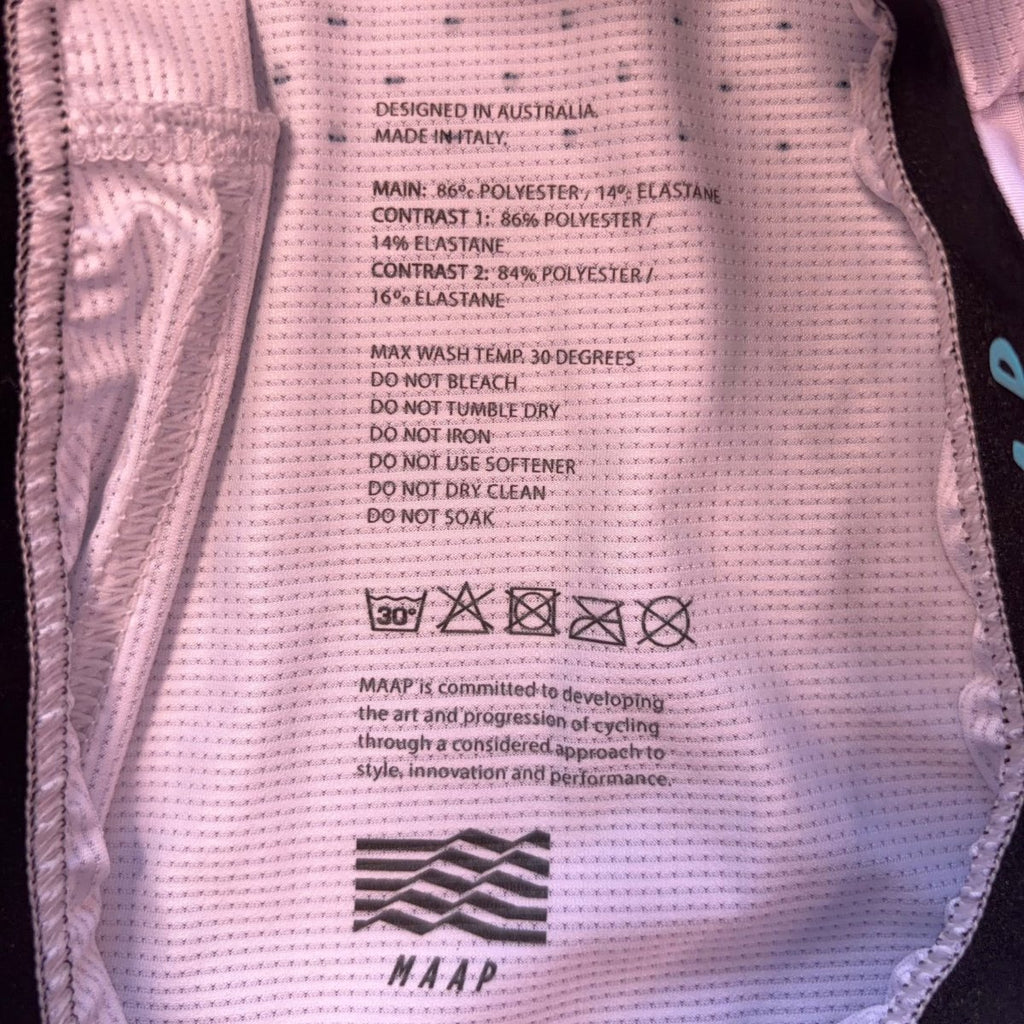 DESIGNED IN AUSTRALIA.
MADE IN ITALY.
MAIN: 86% POLYESTER / 14% ELASTANE
CONTRAST 1: 86% POLYESTER /
14% ELASTANE
CONTRAST 2: 84% POLYESTER /
16% ELASTANE
MAX WASH TEMP. 30 DEGREES
DO NOT BLEACH
DO NOT TUMBLE DRY
DO NOT IRON
DO NOT USE SOFTENER
DO NOT DRY CLEAN
DO NOT SOAK
30°
MAAP is committed to developing
the art and progression of cycling
through a considered approach to
style, innovation and performance.
MAAP